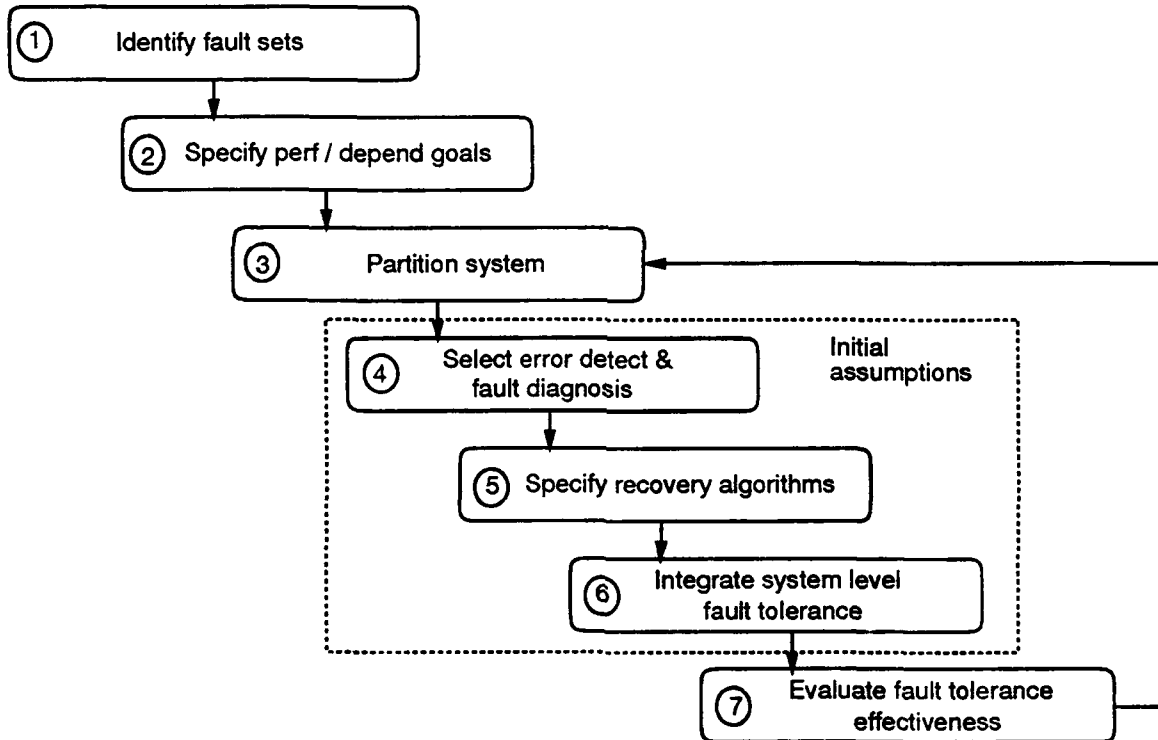 1 Identify fault sets
2 Specify perf / depend goals
3 Partition system
4 Select error detect &
fault diagnosis
Initial
assumptions
5 Specify recovery algorithms
6 Integrate system level
fault tolerance
7 Evaluate fault tolerance
effectiveness